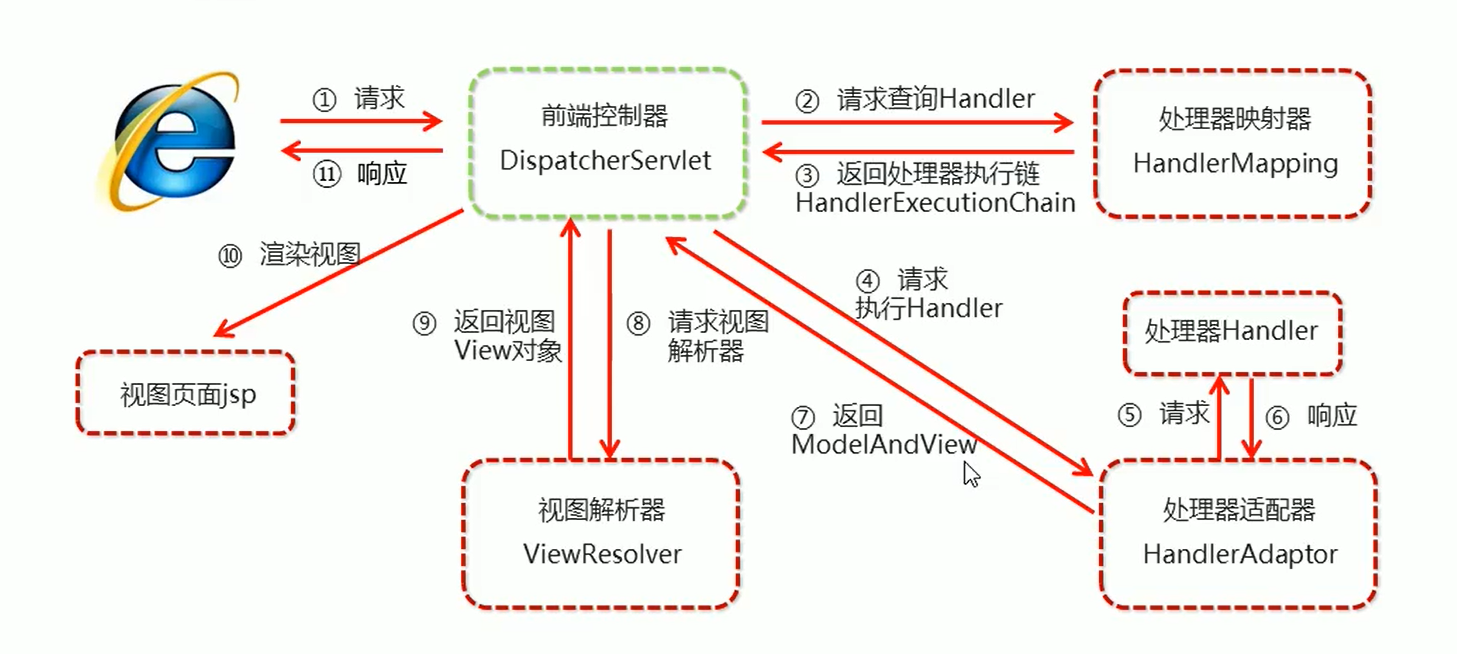 ① 请求
⑪ 响应
前端控制器
DispatcherServlet
② 请求查询Handler
③ 返回处理器执行链
HandlerExecutionChain
处理器映射器
HandlerMapping
④ 请求
执行Handler
处理器Handler
⑤ 请求
⑥ 响应
处理器适配器
HandlerAdaptor
⑦ 返回
ModelAndView
⑧ 请求视图
解析器
视图解析器
ViewResolver
⑨ 返回视图
View对象
⑩ 渲染视图
视图页面jsp